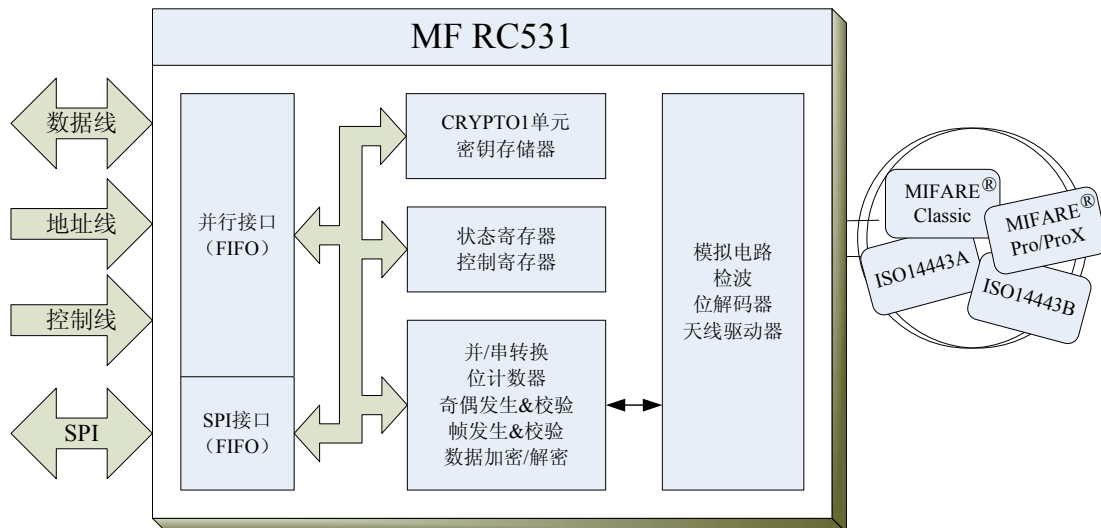 MF RC531
数据线
地址线
控制线
SPI
并行接口
(FIFO)
SPI接口
(FIFO)
CRYPTO1单元
密钥存储器
状态寄存器
控制寄存器
并/串转换
位计数器
奇偶发生&校验
帧发生&校验
数据加密/解密
模拟电路
检波
位解码器
天线驱动器
MIFARE®
Classic
MIFARE®
Pro/ProX
ISO14443A
ISO14443B